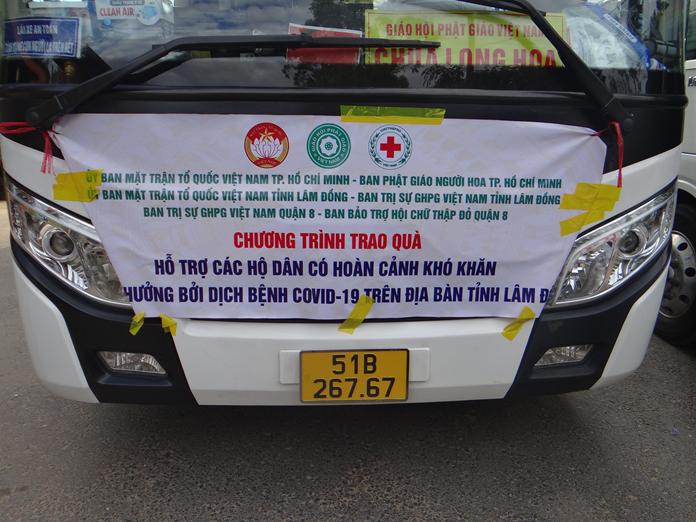 LÁI XE AN TOÀN
CLEAN AIR
GIÁO HỘI PHẬT GIÁO VIỆT NAM
CHÙA LONG HOA
ỦY BAN MẶT TRẬN TỔ QUỐC VIỆT NAM TP. HỒ CHÍ MINH - BAN PHẬT GIÁO NGƯỜI HOA TP. HỒ CHÍ MINH
ỦY BAN MẶT TRẬN TỔ QUỐC VIỆT NAM TỈNH LÂM ĐỒNG - BAN TRỊ SỰ GHPG VIỆT NAM TỈNH LÂM ĐỒNG
BAN TRỊ SỰ GHPG VIỆT NAM QUẬN 8 - BAN BẢO TRỢ HỘI CHỮ THẬP ĐỎ QUẬN 8
CHƯƠNG TRÌNH TRAO QUÀ
HỖ TRỢ CÁC HỘ DÂN CÓ HOÀN CẢNH KHÓ KHĂN
HƯỞNG BỞI DỊCH BỆNH COVID-19 TRÊN ĐỊA BÀN TỈNH LÂM Đ
51B
267.67